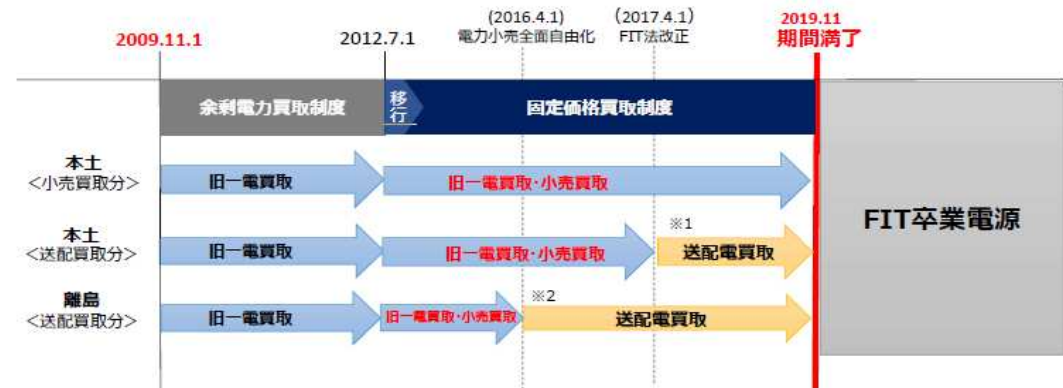 2009.11.1
2012.7.1
(2016.4.1)
電力小売全面自由化
(2017.4.1)
FIT法改正
2019.11
期間満了
余剰電力買取制度
移行
固定価格買取制度
本土
<小売買取分>
旧一電買取
旧一電買取・小売買取
本土
<送配買取分>
旧一電買取
旧一電買取・小売買取
※1
送配電買取
離島
<送配買取分>
旧一電買取
旧一電買取・小売買取
※2
送配電買取
FIT卒業電源